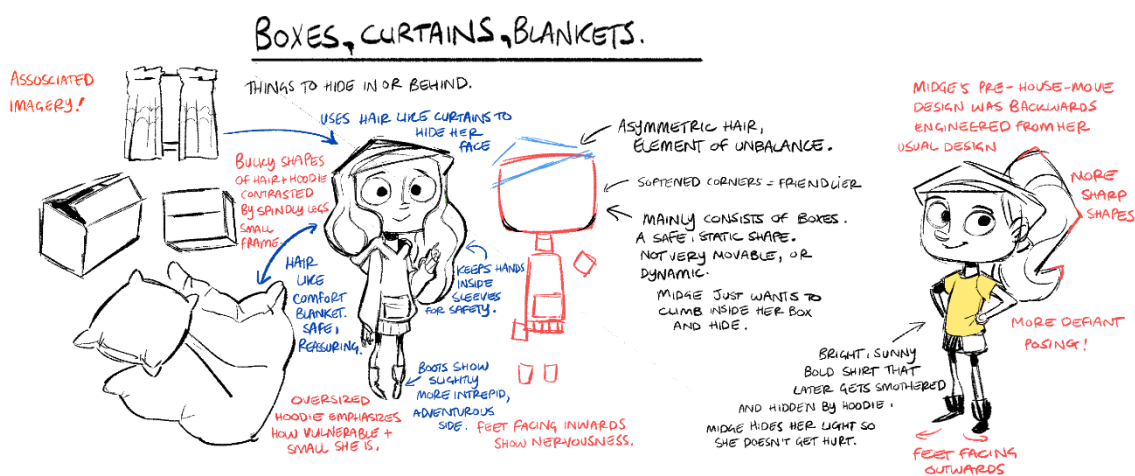 BOXES, CURTAINS, BLANKETS.
ASSOSCIATED
IMAGERY!
THINGS TO HIDE IN OR BEHIND.
USES HAIR LIKE CURTAINS TO
HIDE HER
FACE
BULKY SHAPES
OF HAIR + HOODIE
CONTRASTED
BY SPINDLY LEGS
SMALL
FRAME.
HAIR
LIKE
COMFORT
BLANKET.
SAFE,
REASSURING.
KEEPS HANDS
INSIDE
SLEEVES
FOR SAFETY.
BOOTS SHOW
SLIGHTLY
MORE INTREPID,
ADVENTUROUS
SIDE.
OVERSIZED
HOODIE EMPHASIZES
HOW VULNERABLE +
SMALL SHE IS.
FEET FACING INWARDS
SHOW NERVOUSNESS.
ASYMMETRIC HAIR,
ELEMENT OF UNBALANCE.
SOFTENED CORNERS = FRIENDLIER
MAINLY CONSISTS OF BOXES.
A SAFE, STATIC SHAPE.
NOT VERY MOVABLE, OR
DYNAMIC.
MIDGE JUST WANTS TO
CLIMB INSIDE HER BOX
AND HIDE.
MIDGE'S PRE-HOUSE-MOVE
DESIGN WAS BACKWARDS
ENGINEERED FROM HER
USUAL DESIGN
MORE
SHARP
SHAPES
MORE DEFIANT
POSING!
BRIGHT, SUNNY
BOLD SHIRT THAT
LATER GETS SMOTHERED
AND HIDDEN BY HOODIE.
MIDGE HIDES HER LIGHT SO
SHE DOESN'T GET HURT.
FEET FACING
OUTWARDS